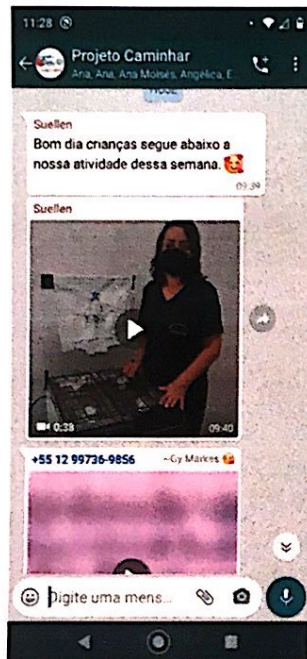 11:28
Projeto Caminhar
Ana, Ana, Ana Moisés, Angélica, E...
HOJE
Suellen
Bom dia crianças segue abaixo a
nossa atividade dessa semana.
09:39
Suellen
0:38
09:40
+55 12 99736-9856 ~Gy Markes
Digite uma mens...